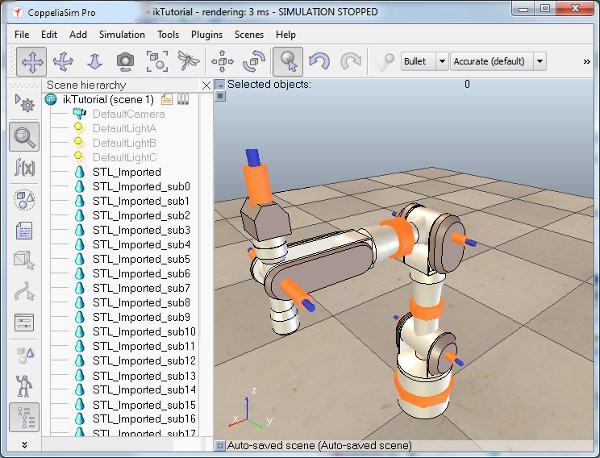 CoppeliaSim Pro
ikTutorial - rendering: 3 ms - SIMULATION STOPPED
File Edit Add Simulation Tools Plugins Scenes Help
Bullet Accurate (default) »
Scene hierarchy
Selected objects: 0
ikTutorial (scene 1)
DefaultCamera
DefaultLightA
DefaultLightB
DefaultLightC
STL_Imported
STL_Imported_sub0
STL_Imported_sub1
STL_Imported_sub2
STL_Imported_sub3
STL_Imported_sub4
STL_Imported_sub5
STL_Imported_sub6
STL_Imported_sub7
STL_Imported_sub8
STL_Imported_sub9
STL_Imported_sub10
STL_Imported_sub11
STL_Imported_sub12
STL_Imported_sub13
STL_Imported_sub14
STL_Imported_sub15
STL_Imported_sub16
STL_Imported_sub17
f(x)
z
x
y
Auto-saved scene (Auto-saved scene)